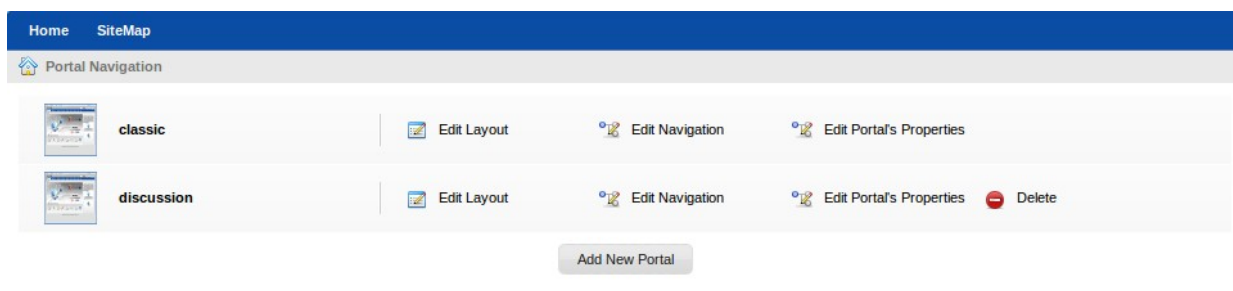 Home SiteMap
Portal Navigation
classic Edit Layout Edit Navigation Edit Portal's Properties
discussion Edit Layout Edit Navigation Edit Portal's Properties Delete
Add New Portal